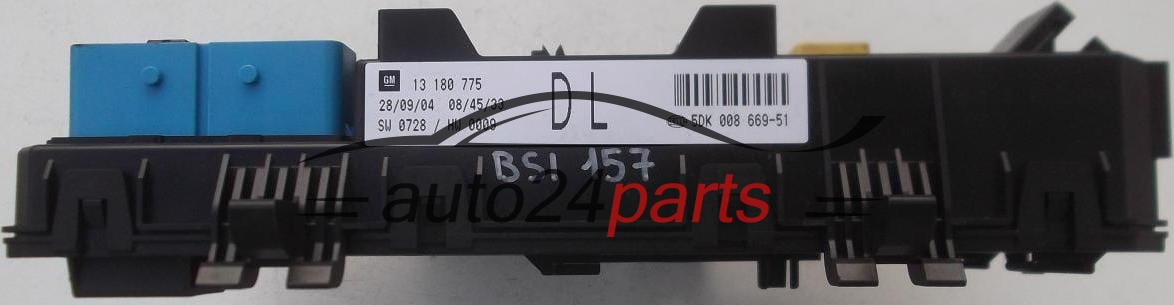 GM 13 180 775
28/09/04 08/45/33
SW 0728 / HW 0009
DL
5DK 008 669-51
BSI 157
auto24parts